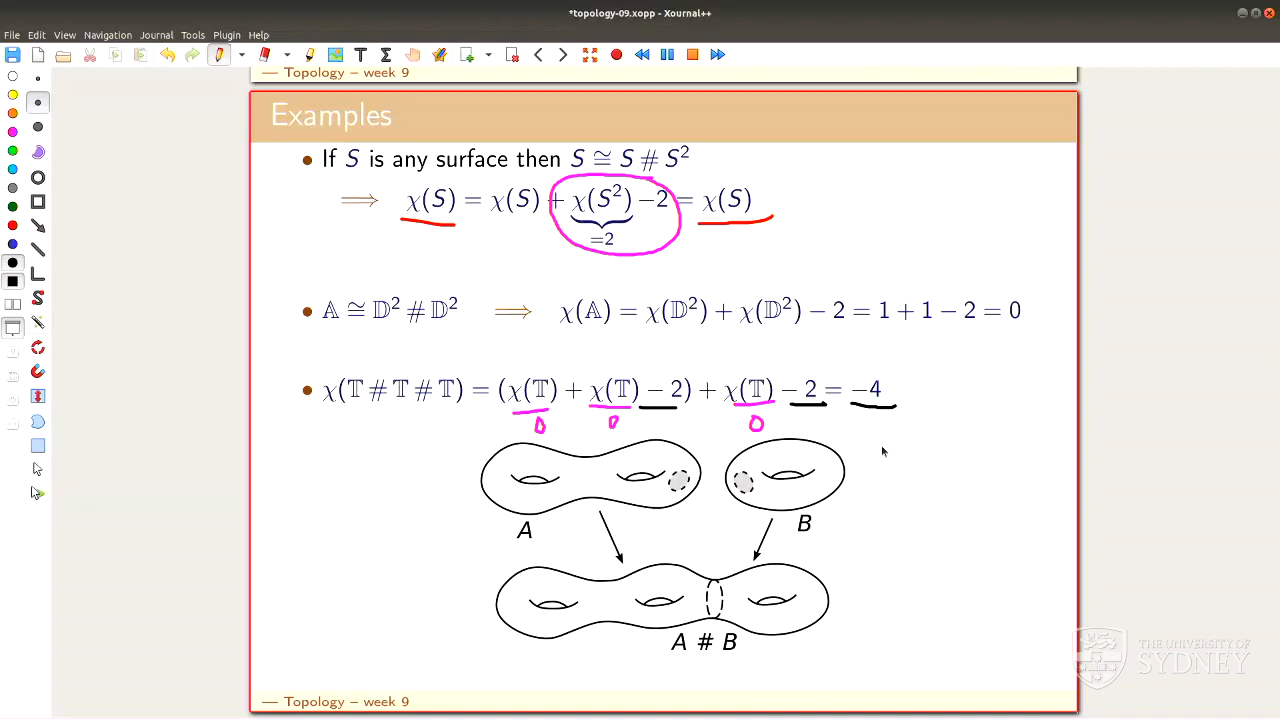 *topology-09.xopp - Xournal++
File Edit View Navigation Journal Tools Plugin Help
— Topology – week 9
Examples
• If S is any surface then S ≅ S # S²
⟹ χ(S) = χ(S) + χ(S²) −2 = χ(S)
=2
• 𝔸 ≅ 𝔻² # 𝔻² ⟹ χ(𝔸) = χ(𝔻²) + χ(𝔻²) − 2 = 1 + 1 − 2 = 0
• χ(𝕋 # 𝕋 # 𝕋) = (χ(𝕋) + χ(𝕋) − 2) + χ(𝕋) − 2 = −4
0 0 0
A B
A # B
THE UNIVERSITY OF
SYDNEY
— Topology – week 9